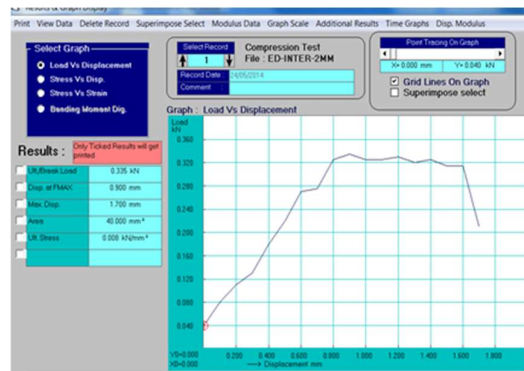 Results & Graph Display
Print View Data Delete Record Superimpose Select Modulus Data Graph Scale Additional Results Time Graphs Disp. Modulus
Select Graph
Load Vs Displacement
Stress Vs Disp.
Stress Vs Strain
Banding Moment Dig.
Select Record
1
Compression Test
File : ED-INTER-2MM
Record Date : 24/05/2014
Comment :
Point Tracing On Graph
X= 0.000 mm Y= 0.040 kN
Grid Lines On Graph
Superimpose select
Graph : Load Vs Displacement
Results :
Only Ticked Results will get
printed
Ult/Break Load 0.335 kN
Disp. at FMAX 0.900 mm
Max. Disp. 1.700 mm
Area 40.000 mm²
Ult. Stress 0.008 kN/mm²
Load
kN
0.360
0.320
0.280
0.240
0.200
0.160
0.120
0.080
0.040
Y0=0.000
X0=0.000
0.200 0.400 0.600 0.800 1.000 1.200 1.400 1.600 1.800
Displacement mm